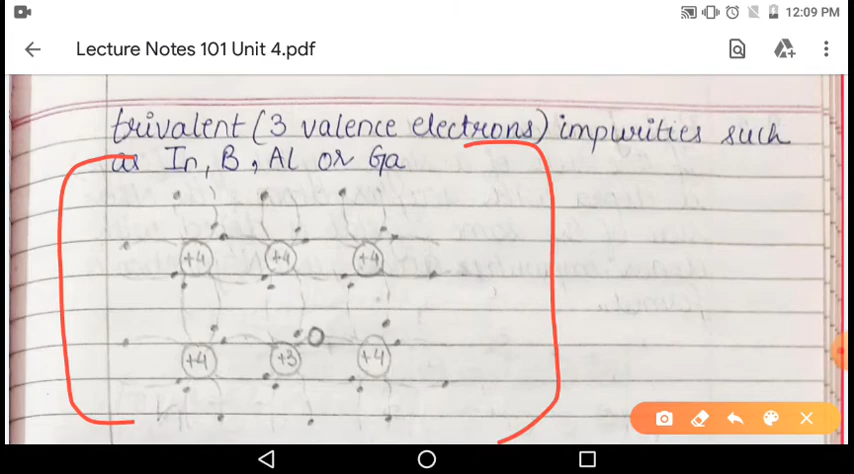 12:09 PM
Lecture Notes 101 Unit 4.pdf
trivalent (3 valence electrons) impurities such
as In, B, Al or Ga
+4 +4 +4
+4 +3 +4